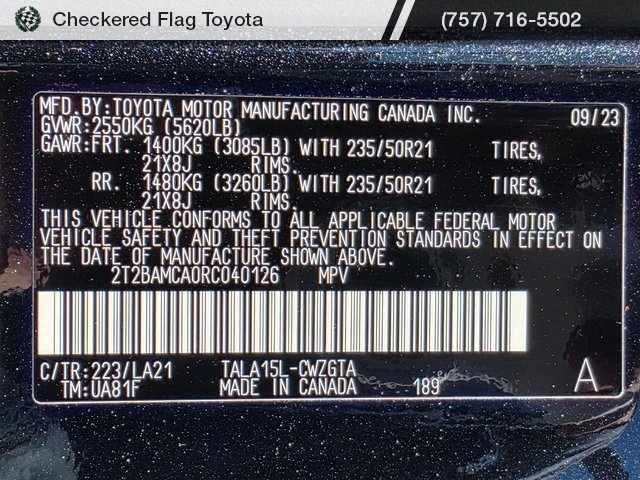 Checkered Flag Toyota
(757) 716-5502
MFD.BY:TOYOTA MOTOR MANUFACTURING CANADA INC. 09/23
GVWR:2550KG (5620LB)
GAWR:FRT. 1400KG (3085LB) WITH 235/50R21 TIRES,
21X8J RIMS.
RR. 1480KG (3260LB) WITH 235/50R21 TIRES,
21X8J RIMS.
THIS VEHICLE CONFORMS TO ALL APPLICABLE FEDERAL MOTOR
VEHICLE SAFETY AND THEFT PREVENTION STANDARDS IN EFFECT ON
THE DATE OF MANUFACTURE SHOWN ABOVE.
2T2BAMCA0RC040126 MPV
C/TR:223/LA21 TALA15L-CWZGTA
TM:UA81F MADE IN CANADA 189 A